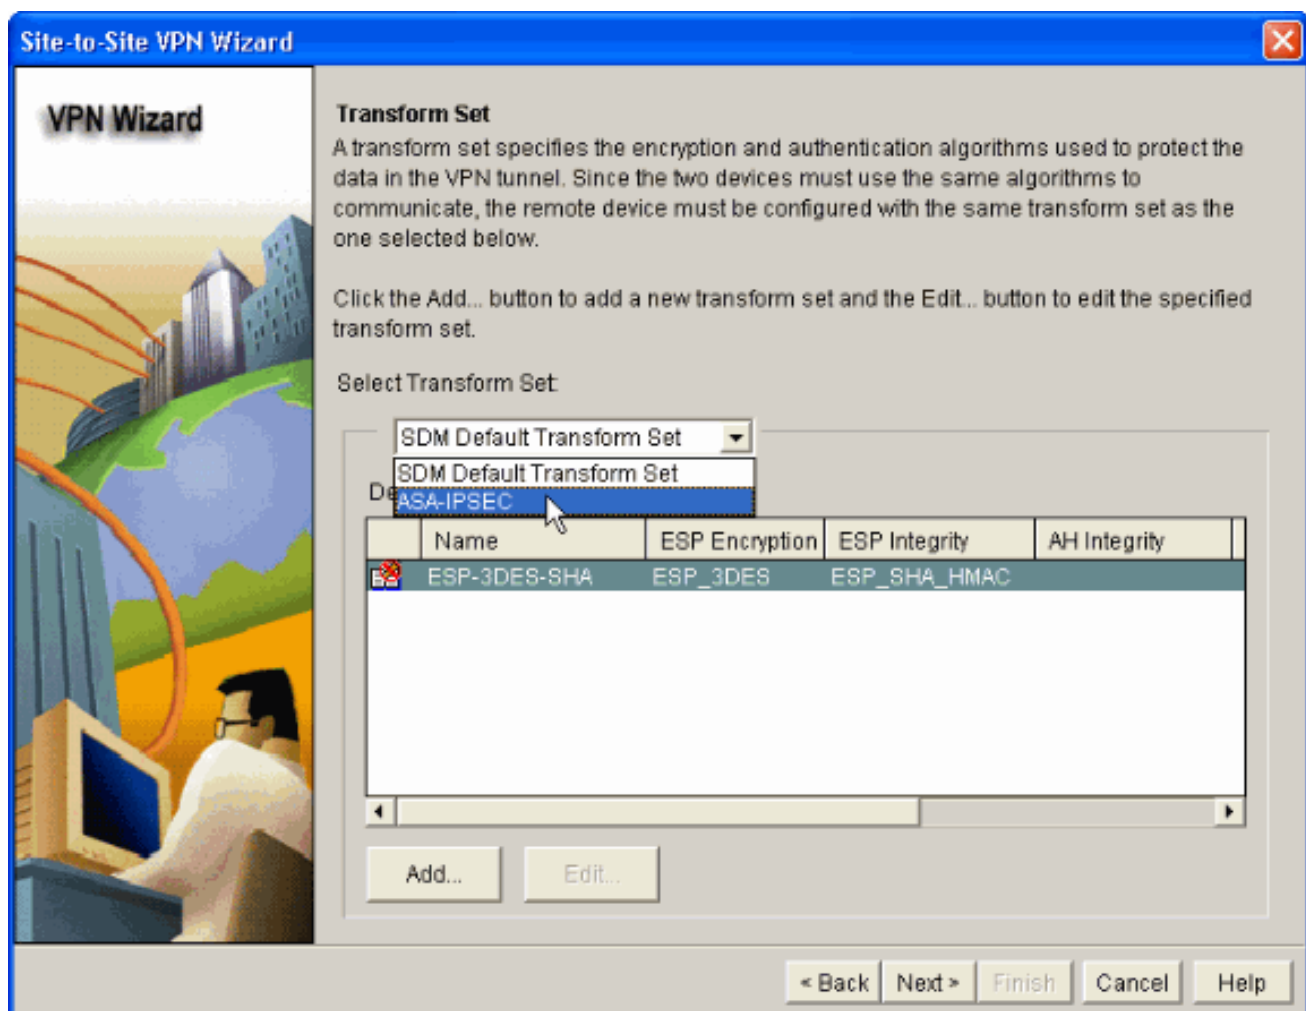 Site-to-Site VPN Wizard
VPN Wizard
Transform Set
A transform set specifies the encryption and authentication algorithms used to protect the
data in the VPN tunnel. Since the two devices must use the same algorithms to
communicate, the remote device must be configured with the same transform set as the
one selected below.
Click the Add... button to add a new transform set and the Edit... button to edit the specified
transform set.
Select Transform Set:
SDM Default Transform Set
SDM Default Transform Set
De
ASA-IPSEC
Name ESP Encryption ESP Integrity AH Integrity
ESP-3DES-SHA ESP_3DES ESP_SHA_HMAC
Add... Edit...
< Back Next > Finish Cancel Help